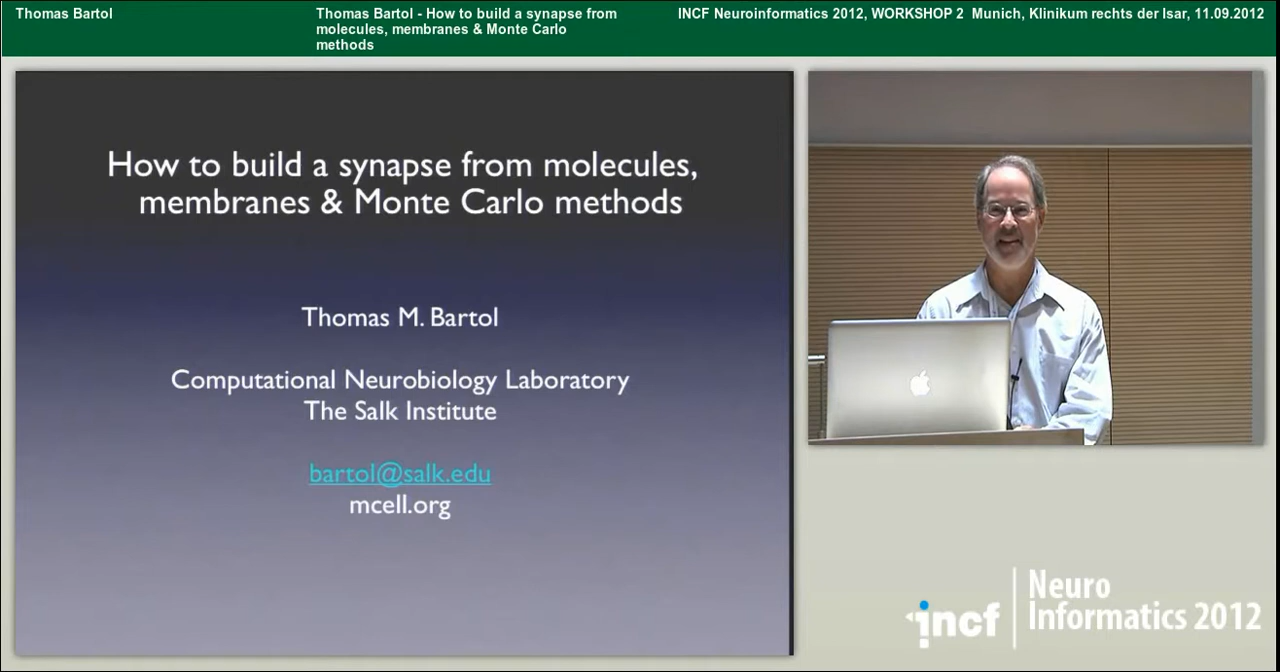 Thomas Bartol
Thomas Bartol - How to build a synapse from
molecules, membranes & Monte Carlo
methods
INCF Neuroinformatics 2012, WORKSHOP 2 Munich, Klinikum rechts der Isar, 11.09.2012
How to build a synapse from molecules,
membranes & Monte Carlo methods
Thomas M. Bartol
Computational Neurobiology Laboratory
The Salk Institute
bartol@salk.edu
mcell.org
incf
Neuro
Informatics 2012